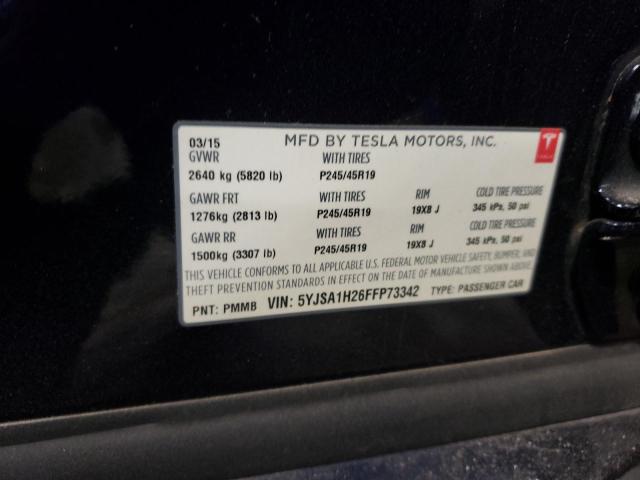 03/15 MFD BY TESLA MOTORS, INC.
GVWR WITH TIRES
2640 kg (5820 lb) P245/45R19
GAWR FRT WITH TIRES RIM COLD TIRE PRESSURE
1276kg (2813 lb) P245/45R19 19X8 J 345 kPs, 50 psi
GAWR RR WITH TIRES RIM COLD TIRE PRESSURE
1500kg (3307 lb) P245/45R19 19X8 J 345 kPs, 50 psi
THIS VEHICLE CONFORMS TO ALL APPLICABLE U.S. FEDERAL MOTOR VEHICLE SAFETY, BUMPER, AND
THEFT PREVENTION STANDARDS IN EFFECT ON THE DATE OF MANUFACTURE SHOWN ABOVE.
PNT: PMMB VIN: 5YJSA1H26FFP73342 TYPE: PASSENGER CAR
TESLA